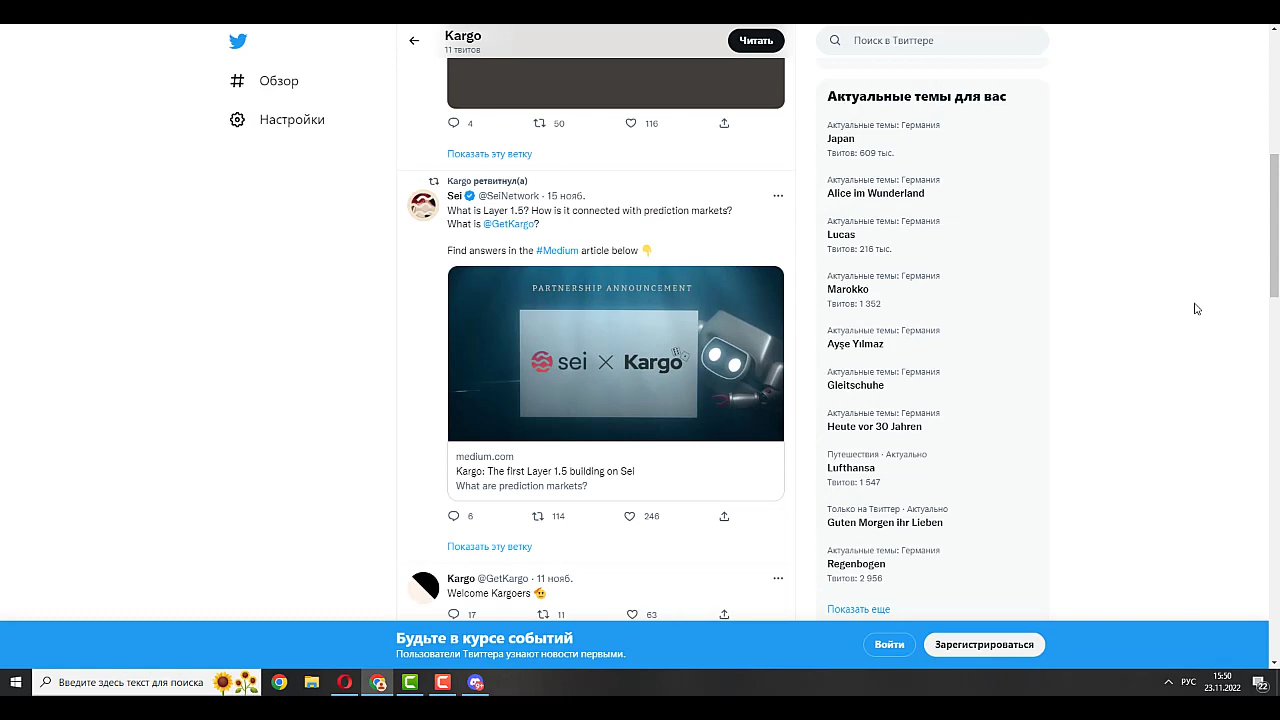 Обзор
Настройки
Kargo
11 твитов
Читать
4
50
116
Показать эту ветку
Kargo ретвитнул(а)
Sei @SeiNetwork · 15 нояб.
What is Layer 1.5? How is it connected with prediction markets?
What is @GetKargo?
Find answers in the #Medium article below 👇
PARTNERSHIP ANNOUNCEMENT
sei × Kargo
medium.com
Kargo: The first Layer 1.5 building on Sei
What are prediction markets?
6
114
246
Показать эту ветку
Kargo @GetKargo · 11 нояб.
Welcome Kargoers 🫡
17
11
63
Поиск в Твиттере
Актуальные темы для вас
Актуальные темы: Германия
Japan
Твитов: 609 тыс.
Актуальные темы: Германия
Alice im Wunderland
Актуальные темы: Германия
Lucas
Твитов: 216 тыс.
Актуальные темы: Германия
Marokko
Твитов: 1 352
Актуальные темы: Германия
Ayşe Yılmaz
Актуальные темы: Германия
Gleitschuhe
Актуальные темы: Германия
Heute vor 30 Jahren
Путешествия · Актуально
Lufthansa
Твитов: 1 547
Только на Твиттер · Актуально
Guten Morgen ihr Lieben
Актуальные темы: Германия
Regenbogen
Твитов: 2 956
Показать еще
Будьте в курсе событий
Пользователи Твиттера узнают новости первыми.
Войти
Зарегистрироваться
Введите здесь текст для поиска
РУС
15:50
23.11.2022
22